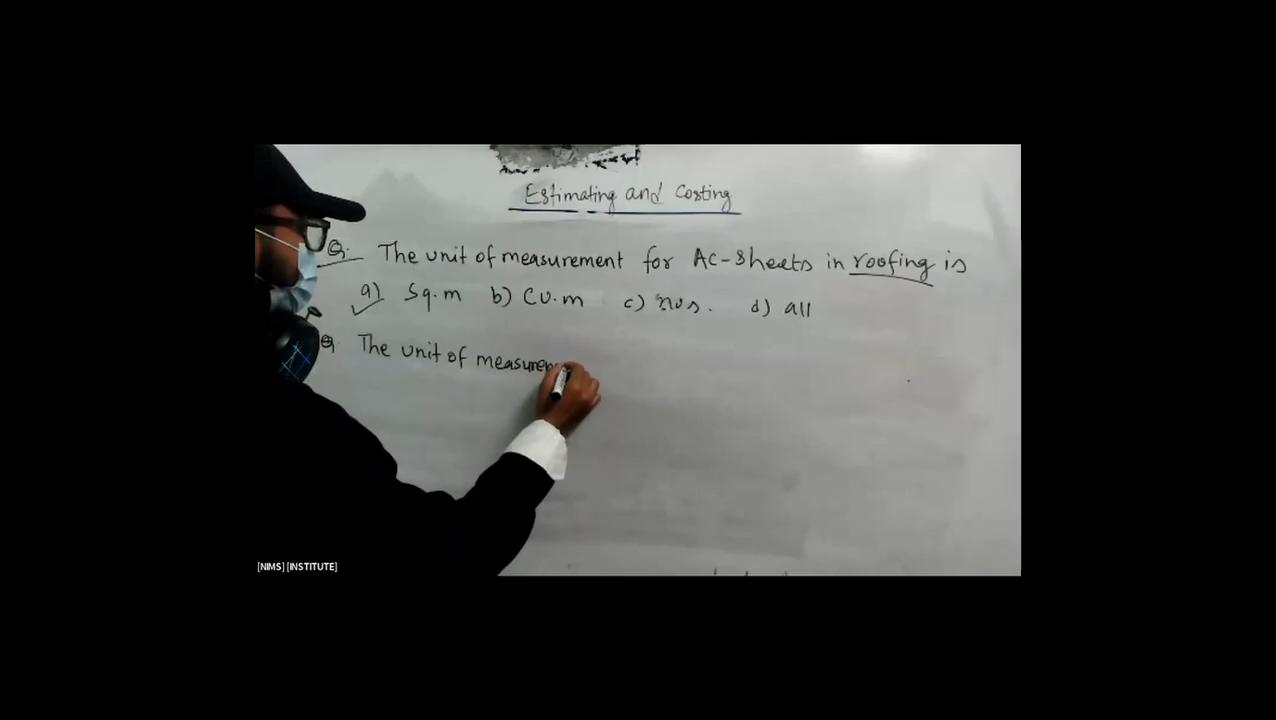 Estimating and Costing
Q. The unit of measurement for AC-Sheets in roofing is
a) Sq.m b) Cu.m c) nos. d) all
Q. The unit of measurem
[NIMS] [INSTITUTE]